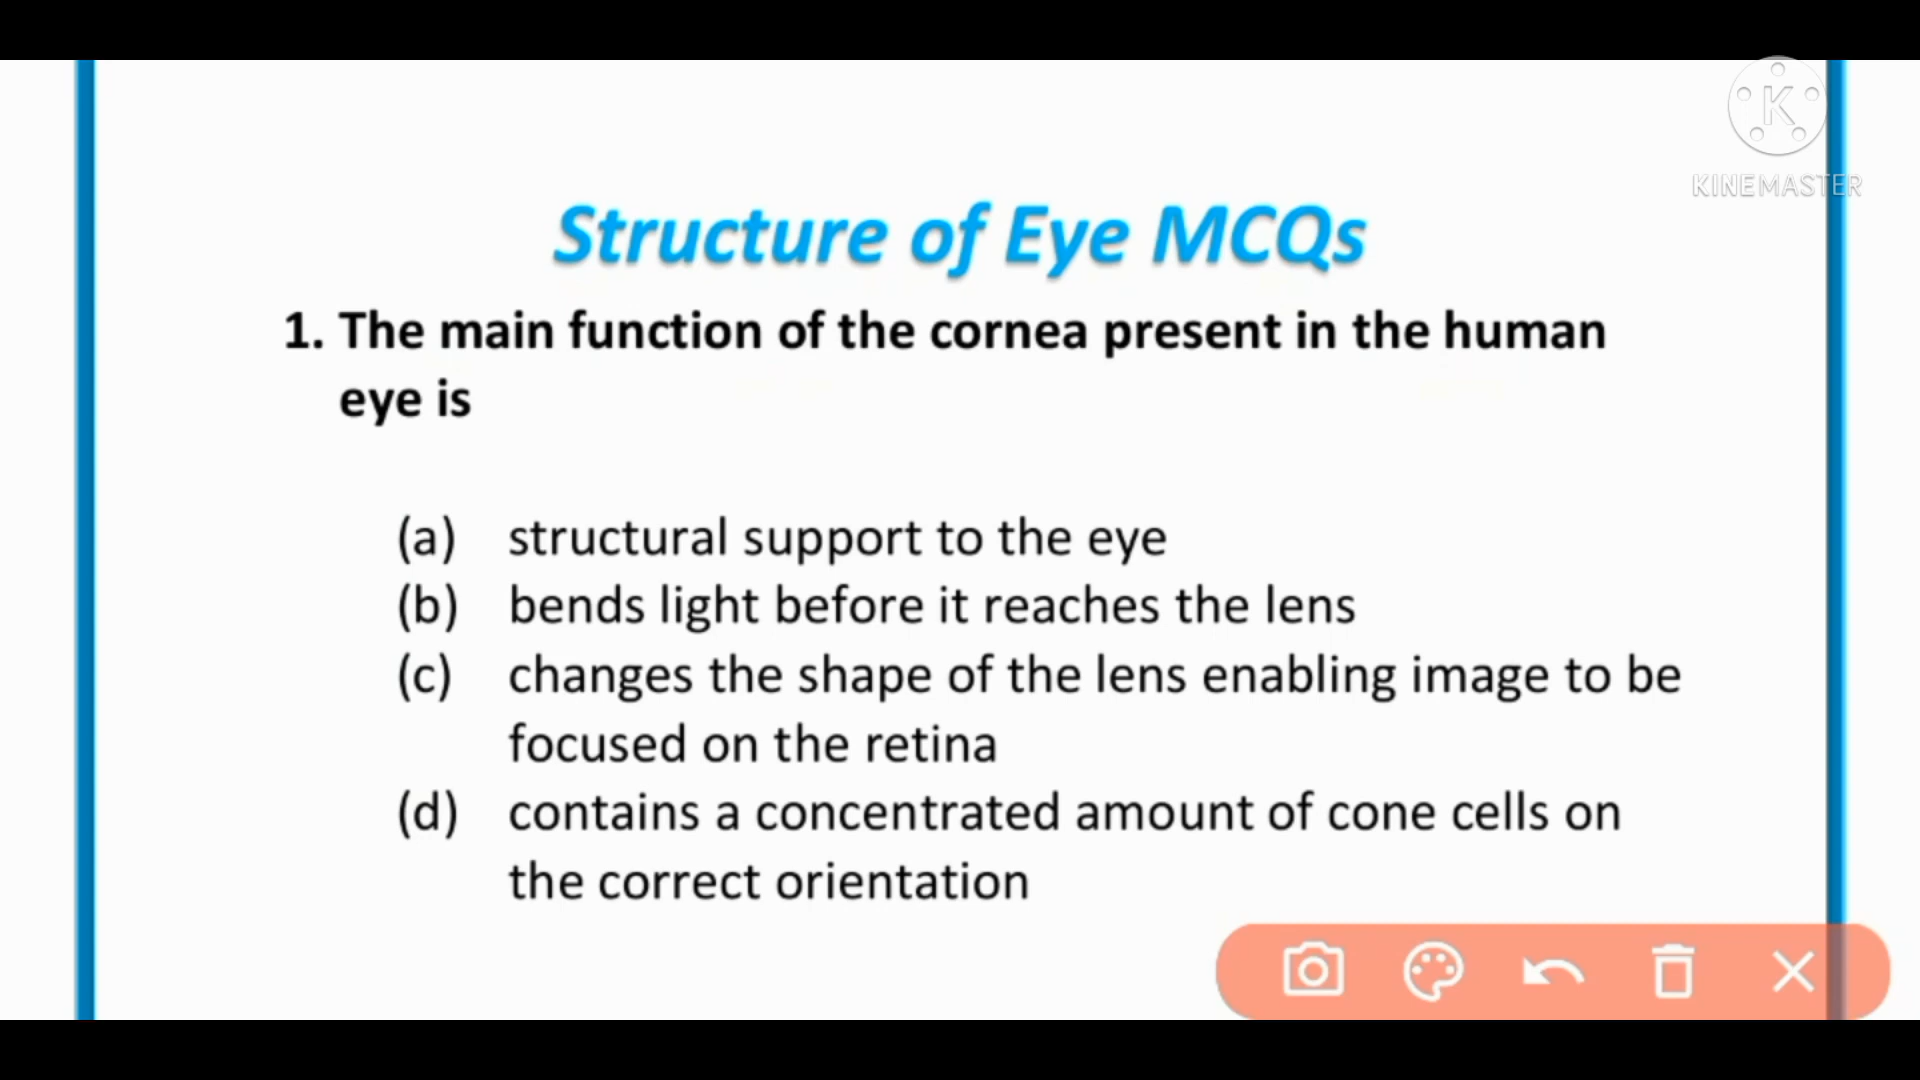 K
KINEMASTER
Structure of Eye MCQs
1. The main function of the cornea present in the human
eye is
(a) structural support to the eye
(b) bends light before it reaches the lens
(c) changes the shape of the lens enabling image to be
focused on the retina
(d) contains a concentrated amount of cone cells on
the correct orientation